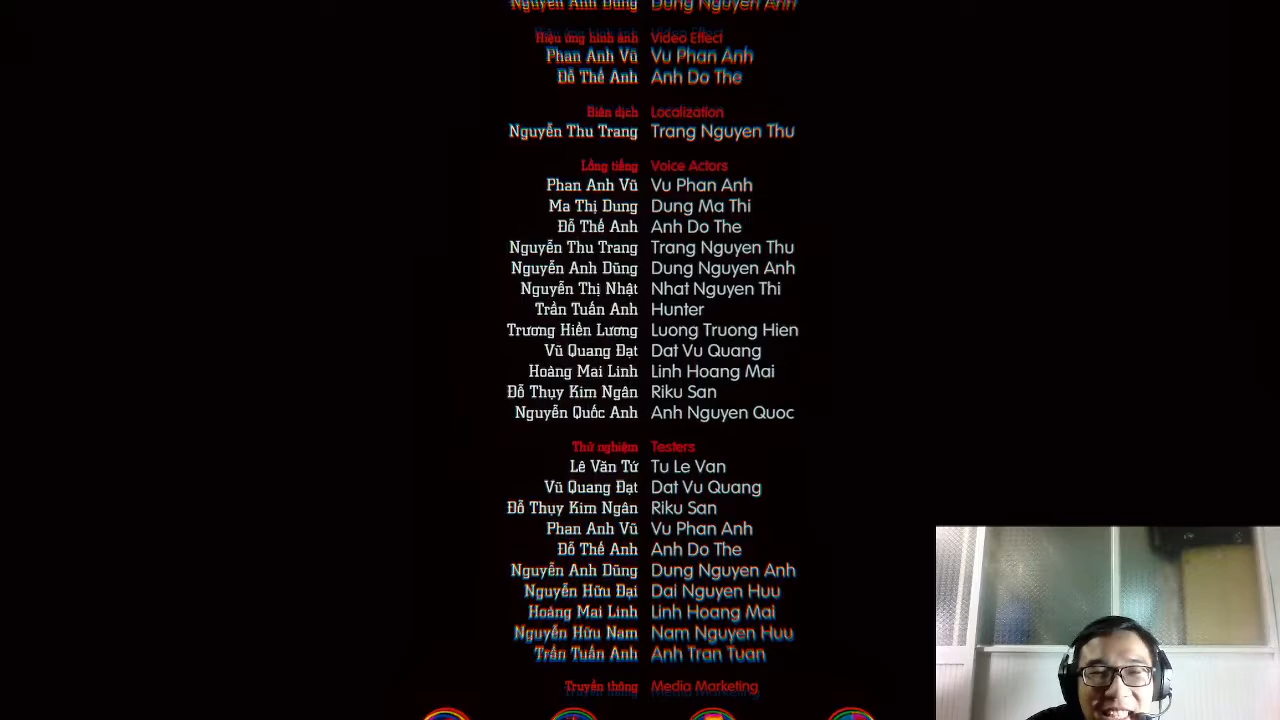 Nguyễn Anh Dũng Dung Nguyen Anh
Hiệu ứng hình ảnh Video Effect
Phan Anh Vũ Vu Phan Anh
Đỗ Thế Anh Anh Do The
Biên dịch Localization
Nguyễn Thu Trang Trang Nguyen Thu
Lồng tiếng Voice Actors
Phan Anh Vũ Vu Phan Anh
Ma Thị Dung Dung Ma Thi
Đỗ Thế Anh Anh Do The
Nguyễn Thu Trang Trang Nguyen Thu
Nguyễn Anh Dũng Dung Nguyen Anh
Nguyễn Thị Nhật Nhat Nguyen Thi
Trần Tuấn Anh Hunter
Trương Hiền Lương Luong Truong Hien
Vũ Quang Đạt Dat Vu Quang
Hoàng Mai Linh Linh Hoang Mai
Đỗ Thụy Kim Ngân Riku San
Nguyễn Quốc Anh Anh Nguyen Quoc
Thử nghiệm Testers
Lê Văn Tứ Tu Le Van
Vũ Quang Đạt Dat Vu Quang
Đỗ Thụy Kim Ngân Riku San
Phan Anh Vũ Vu Phan Anh
Đỗ Thế Anh Anh Do The
Nguyễn Anh Dũng Dung Nguyen Anh
Nguyễn Hữu Đại Dai Nguyen Huu
Hoàng Mai Linh Linh Hoang Mai
Nguyễn Hữu Nam Nam Nguyen Huu
Trần Tuấn Anh Anh Tran Tuan
Truyền thông Media Marketing